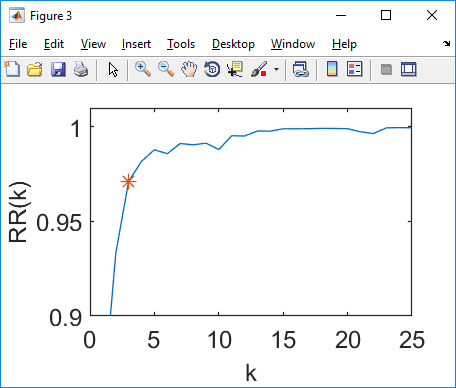 Figure 3
File Edit View Insert Tools Desktop Window Help
1
0.95
0.9
RR(k)
0 5 10 15 20 25
k